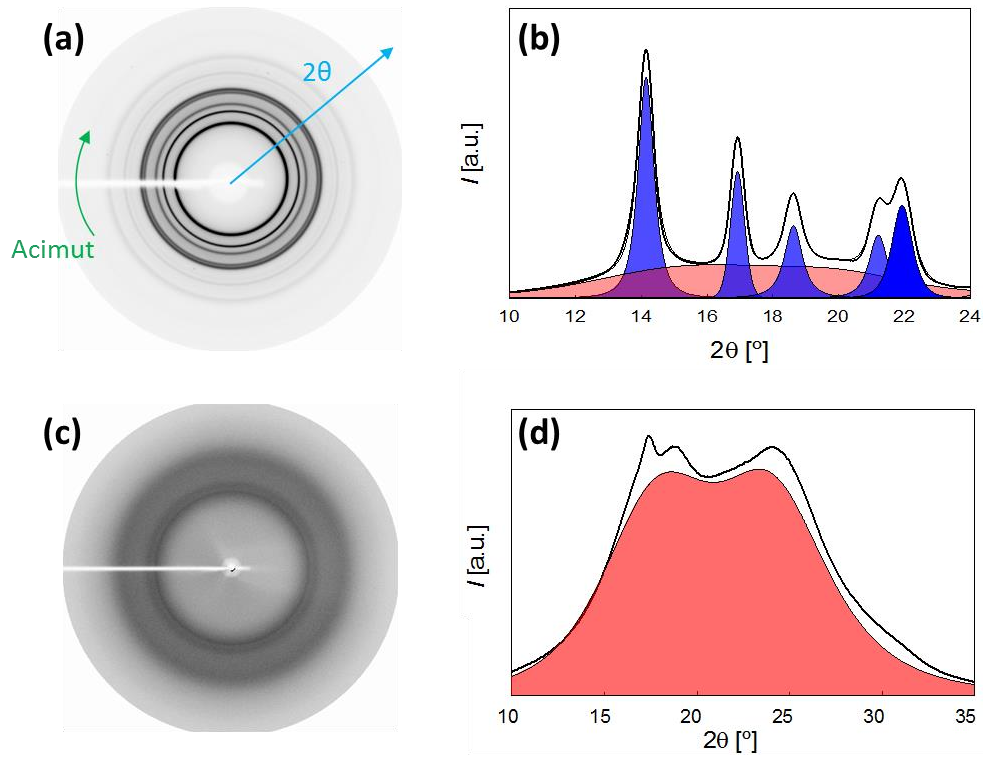 (a)
2θ
Acimut
(b)
I [a.u.]
10 12 14 16 18 20 22 24
2θ [º]
(c)
(d)
I [a.u.]
10 15 20 25 30 35
2θ [º]